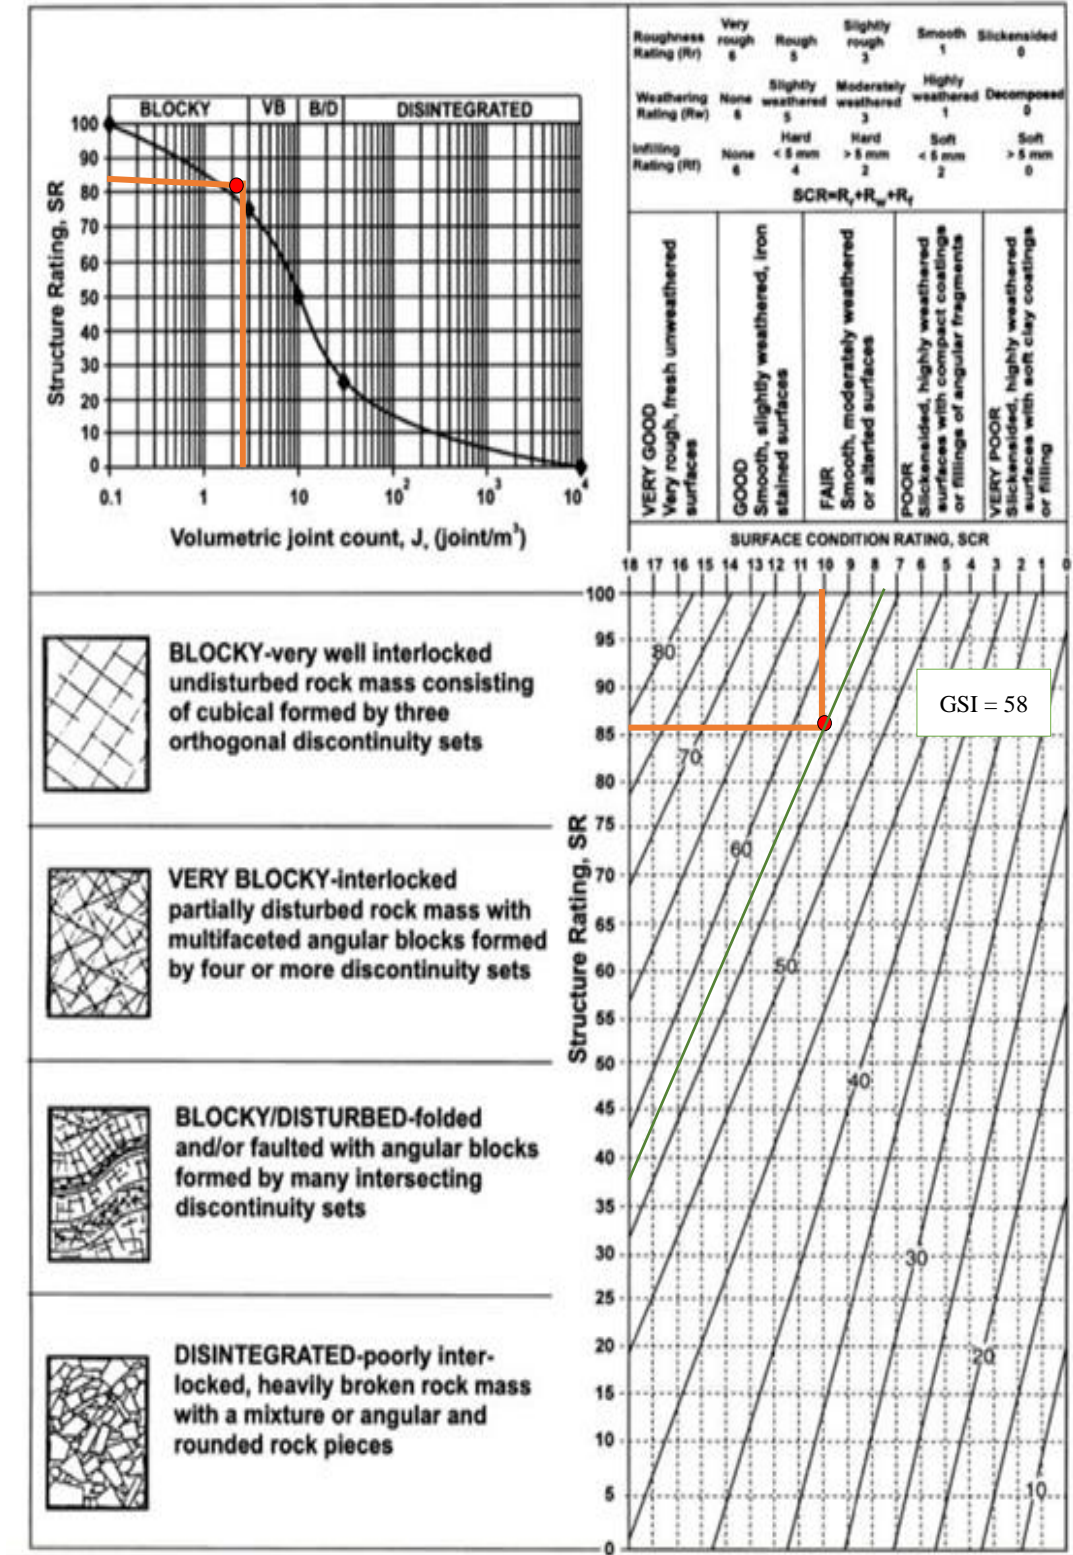 BLOCKY VB B/D DISINTEGRATED
100
90
80
70
60
50
40
30
20
10
0
Structure Rating, SR
0.1 1 10 10² 10³ 10⁴
Volumetric joint count, Jᵥ (joint/m³)
Roughness Rating (Rr)
Very rough 6
Rough 5
Slightly rough 3
Smooth 1
Slickensided 0
Weathering Rating (Rw)
None 6
Slightly weathered 5
Moderately weathered 3
Highly weathered 1
Decomposed 0
Infilling Rating (Rf)
None 6
Hard < 5 mm 4
Hard > 5 mm 2
Soft < 5 mm 2
Soft > 5 mm 0
SCR=Rr+Rw+Rf
VERY GOOD
Very rough, fresh unweathered
surfaces
GOOD
Smooth, slightly weathered, iron
stained surfaces
FAIR
Smooth, moderately weathered
or alterted surfaces
POOR
Slickensided, highly weathered
surfaces with compact coatings
or fillings of angular fragments
VERY POOR
Slickensided, highly weathered
surfaces with soft clay coatings
or filling
SURFACE CONDITION RATING, SCR
18 17 16 15 14 13 12 11 10 9 8 7 6 5 4 3 2 1 0
100
95
90
85
80
75
70
65
60
55
50
45
40
35
30
25
20
15
10
5
0
Structure Rating, SR
80
70
60
50
40
30
20
10
GSI = 58
BLOCKY-very well interlocked
undisturbed rock mass consisting
of cubical formed by three
orthogonal discontinuity sets
VERY BLOCKY-interlocked
partially disturbed rock mass with
multifaceted angular blocks formed
by four or more discontinuity sets
BLOCKY/DISTURBED-folded
and/or faulted with angular blocks
formed by many intersecting
discontinuity sets
DISINTEGRATED-poorly inter-
locked, heavily broken rock mass
with a mixture or angular and
rounded rock pieces